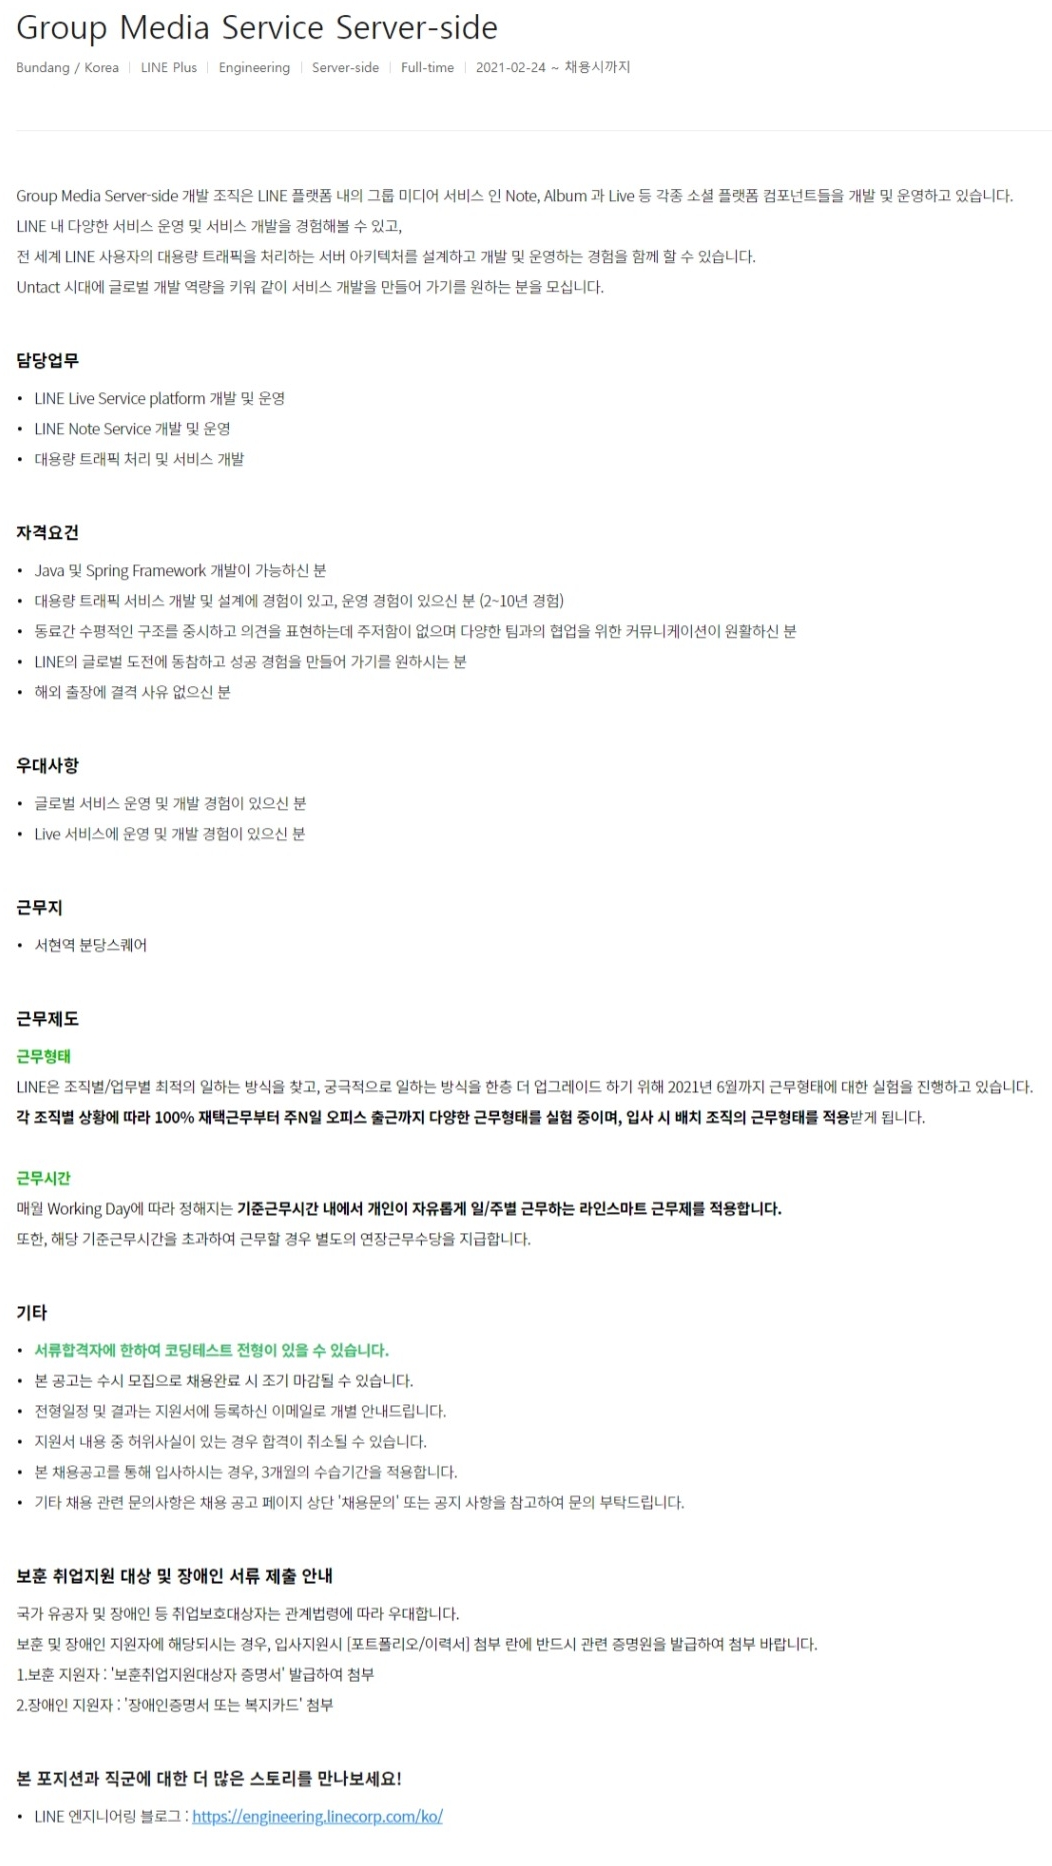 Group Media Service Server-side
Bundang / Korea | LINE Plus | Engineering | Server-side | Full-time | 2021-02-24 ~ 채용시까지
Group Media Server-side 개발 조직은 LINE 플랫폼 내의 그룹 미디어 서비스 인 Note, Album 과 Live 등 각종 소셜 플랫폼 컴포넌트들을 개발 및 운영하고 있습니다.
LINE 내 다양한 서비스 운영 및 서비스 개발을 경험해볼 수 있고,
전 세계 LINE 사용자의 대용량 트래픽을 처리하는 서버 아키텍처를 설계하고 개발 및 운영하는 경험을 함께 할 수 있습니다.
Untact 시대에 글로벌 개발 역량을 키워 같이 서비스 개발을 만들어 가기를 원하는 분을 모십니다.
담당업무
• LINE Live Service platform 개발 및 운영
• LINE Note Service 개발 및 운영
• 대용량 트래픽 처리 및 서비스 개발
자격요건
• Java 및 Spring Framework 개발이 가능하신 분
• 대용량 트래픽 서비스 개발 및 설계에 경험이 있고, 운영 경험이 있으신 분 (2~10년 경험)
• 동료간 수평적인 구조를 중시하고 의견을 표현하는데 주저함이 없으며 다양한 팀과의 협업을 위한 커뮤니케이션이 원활하신 분
• LINE의 글로벌 도전에 동참하고 성공 경험을 만들어 가기를 원하시는 분
• 해외 출장에 결격 사유 없으신 분
우대사항
• 글로벌 서비스 운영 및 개발 경험이 있으신 분
• Live 서비스에 운영 및 개발 경험이 있으신 분
근무지
• 서현역 분당스퀘어
근무제도
근무형태
LINE은 조직별/업무별 최적의 일하는 방식을 찾고, 궁극적으로 일하는 방식을 한층 더 업그레이드 하기 위해 2021년 6월까지 근무형태에 대한 실험을 진행하고 있습니다.
각 조직별 상황에 따라 100% 재택근무부터 주N일 오피스 출근까지 다양한 근무형태를 실험 중이며, 입사 시 배치 조직의 근무형태를 적용받게 됩니다.
근무시간
매월 Working Day에 따라 정해지는 기준근무시간 내에서 개인이 자유롭게 일/주별 근무하는 라인스마트 근무제를 적용합니다.
또한, 해당 기준근무시간을 초과하여 근무할 경우 별도의 연장근무수당을 지급합니다.
기타
• 서류합격자에 한하여 코딩테스트 전형이 있을 수 있습니다.
• 본 공고는 수시 모집으로 채용완료 시 조기 마감될 수 있습니다.
• 전형일정 및 결과는 지원서에 등록하신 이메일로 개별 안내드립니다.
• 지원서 내용 중 허위사실이 있는 경우 합격이 취소될 수 있습니다.
• 본 채용공고를 통해 입사하시는 경우, 3개월의 수습기간을 적용합니다.
• 기타 채용 관련 문의사항은 채용 공고 페이지 상단 '채용문의' 또는 공지 사항을 참고하여 문의 부탁드립니다.
보훈 취업지원 대상 및 장애인 서류 제출 안내
국가 유공자 및 장애인 등 취업보호대상자는 관계법령에 따라 우대합니다.
보훈 및 장애인 지원자에 해당되시는 경우, 입사지원시 [포트폴리오/이력서] 첨부 란에 반드시 관련 증명원을 발급하여 첨부 바랍니다.
1.보훈 지원자 : '보훈취업지원대상자 증명서' 발급하여 첨부
2.장애인 지원자 : '장애인증명서 또는 복지카드' 첨부
본 포지션과 직군에 대한 더 많은 스토리를 만나보세요!
• LINE 엔지니어링 블로그 : https://engineering.linecorp.com/ko/